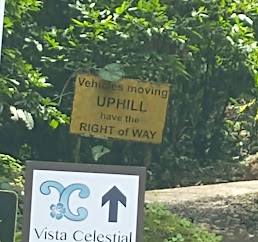 Vehicles moving
UPHILL
have the
RIGHT of WAY
Vista Celestial